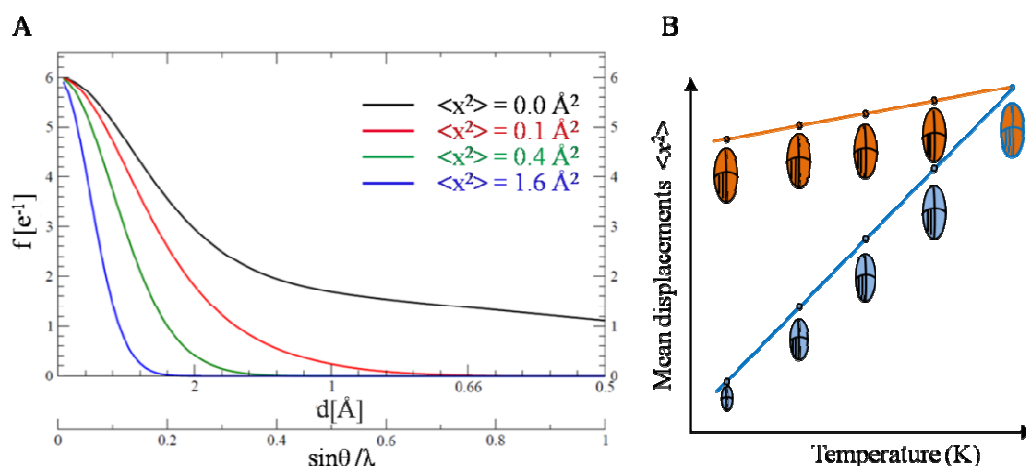 A
6
5
4
3
2
1
0
6
5
4
3
2
1
0
f [e⁻¹]
<x²> = 0.0 Å²
<x²> = 0.1 Å²
<x²> = 0.4 Å²
<x²> = 1.6 Å²
2
1
0.66
0.5
d[Å]
0
0.2
0.4
0.6
0.8
1
sinθ/λ
B
Mean displacements <x²>
Temperature (K)